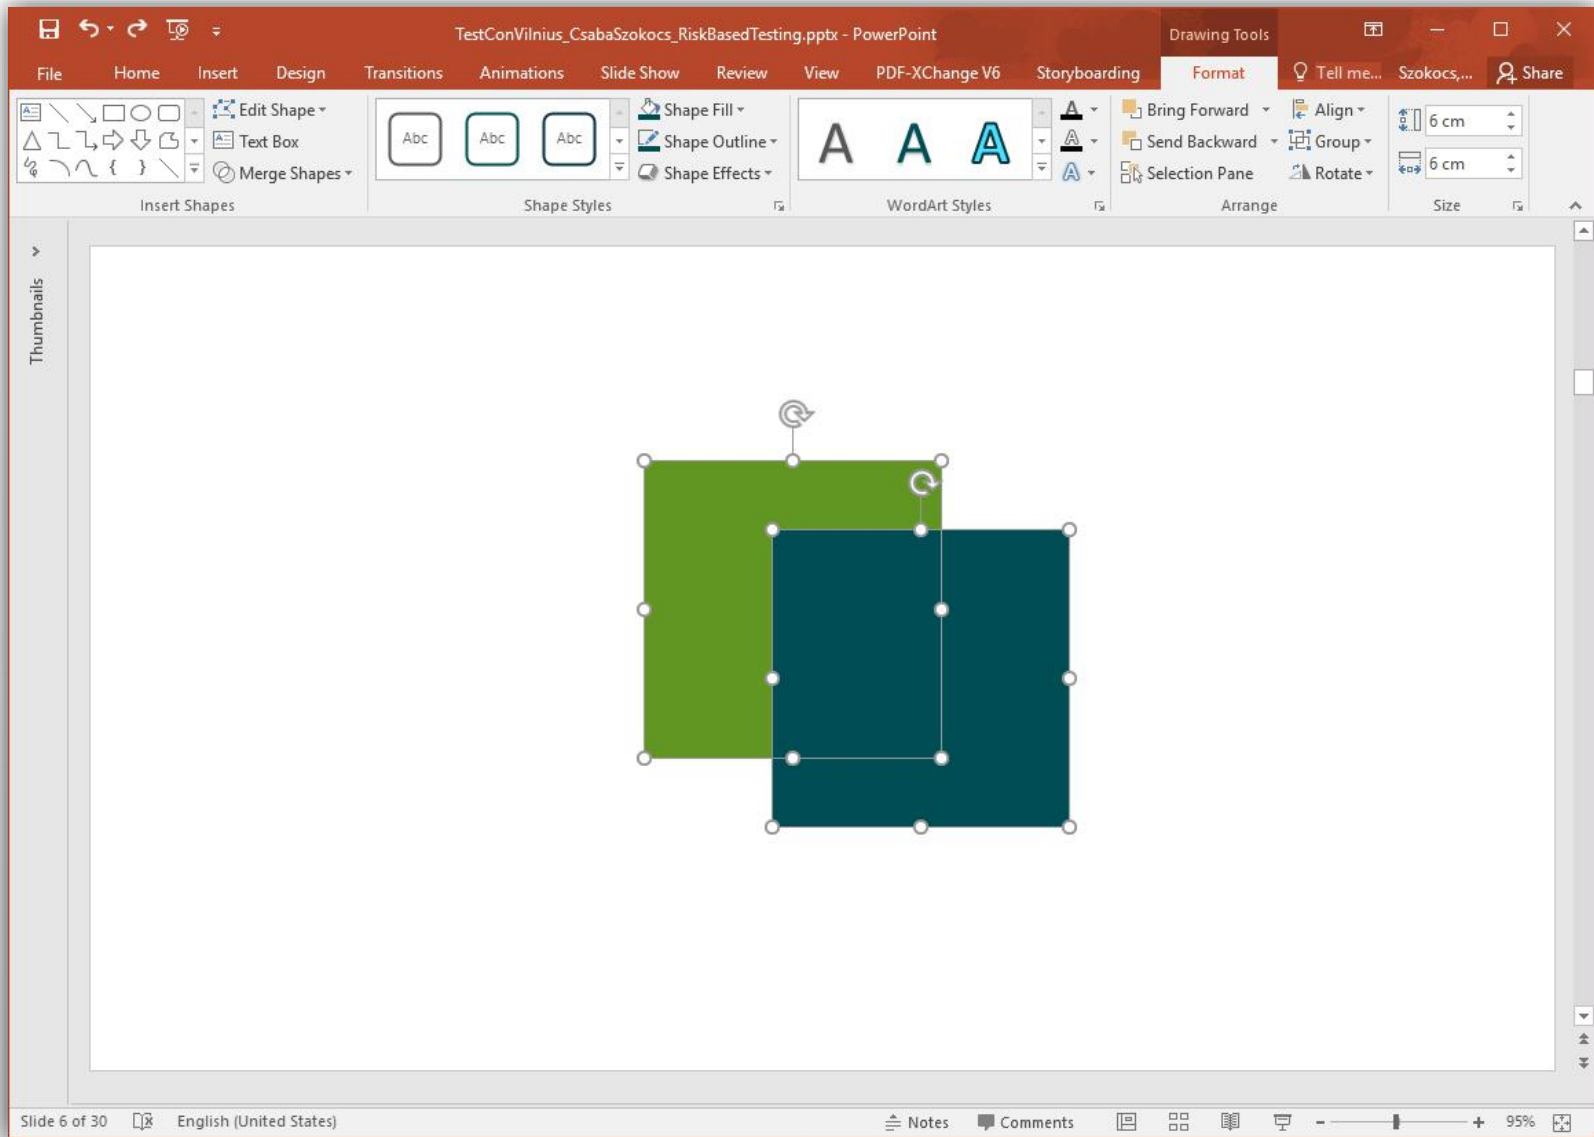 TestConVilnius_CsabaSzokocs_RiskBasedTesting.pptx - PowerPoint
Drawing Tools
File Home Insert Design Transitions Animations Slide Show Review View PDF-XChange V6 Storyboarding Format Tell me... Szokocs,... Share
Edit Shape
Text Box
Merge Shapes
Insert Shapes
Abc Abc Abc
Shape Fill
Shape Outline
Shape Effects
Shape Styles
A A A
A
A
A
WordArt Styles
Bring Forward
Send Backward
Selection Pane
Align
Group
Rotate
Arrange
6 cm
6 cm
Size
Thumbnails
Slide 6 of 30 English (United States) Notes Comments 95%